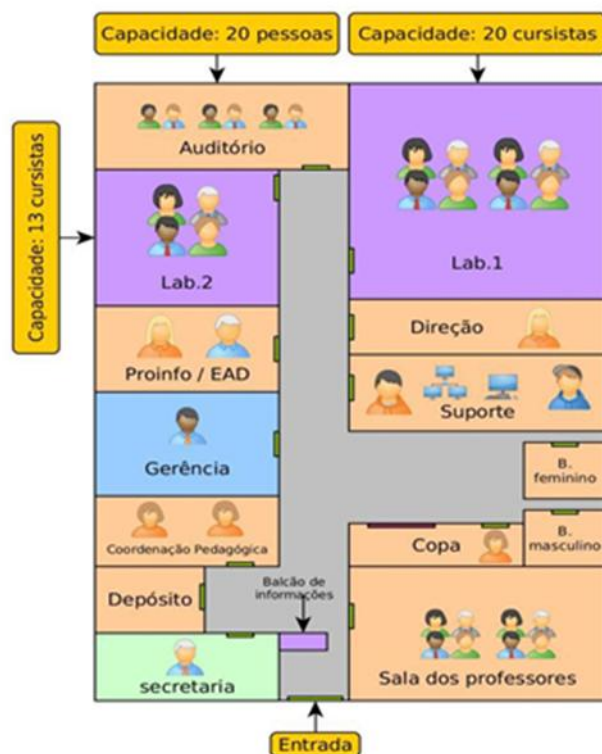 Capacidade: 20 pessoas
Capacidade: 20 cursistas
Capacidade: 13 cursistas
Auditório
Lab.1
Lab.2
Direção
Proinfo / EAD
Suporte
Gerência
B.
feminino
Coordenação Pedagógica
Copa
B.
masculino
Depósito
Balcão de
informações
secretaria
Sala dos professores
Entrada